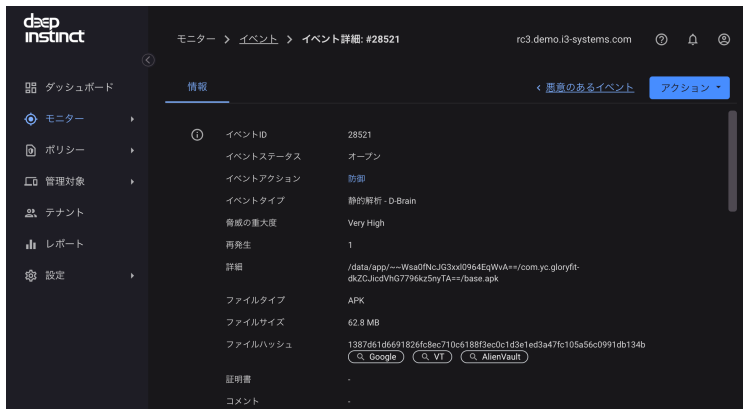 deep
instinct
モニター > イベント > イベント詳細: #28521
rc3.demo.i3-systems.com
ダッシュボード
モニター
ポリシー
管理対象
テナント
レポート
設定
情報
< 悪意のあるイベント
アクション
イベントID 28521
イベントステータス オープン
イベントアクション 防御
イベントタイプ 静的解析 - D-Brain
脅威の重大度 Very High
再発生 1
詳細 /data/app/~~Wsa0fNcJG3xxl0964EqWvA==/com.yc.gloryfit-
dkZCJicdVhG7796kz5nyTA==/base.apk
ファイルタイプ APK
ファイルサイズ 62.8 MB
ファイルハッシュ 1387d61d6691826fc8ec710c6188f3ec0c1d3e1ed3a47fc105a56c0991db134b
Google VT AlienVault
証明書 -
コメント -